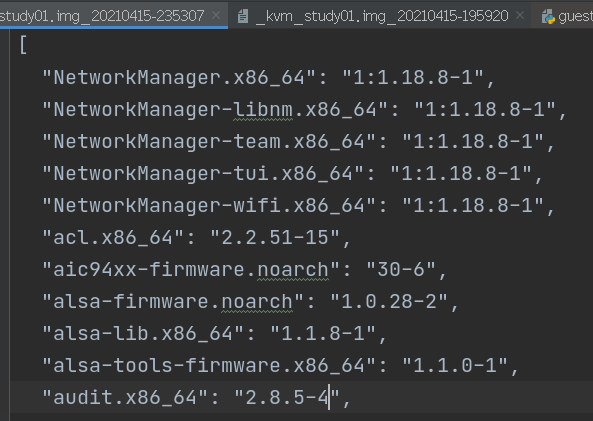 study01.img_20210415-235307 × _kvm_study01.img_20210415-195920 × guest
[
"NetworkManager.x86_64": "1:1.18.8-1",
"NetworkManager-libnm.x86_64": "1:1.18.8-1",
"NetworkManager-team.x86_64": "1:1.18.8-1",
"NetworkManager-tui.x86_64": "1:1.18.8-1",
"NetworkManager-wifi.x86_64": "1:1.18.8-1",
"acl.x86_64": "2.2.51-15",
"aic94xx-firmware.noarch": "30-6",
"alsa-firmware.noarch": "1.0.28-2",
"alsa-lib.x86_64": "1.1.8-1",
"alsa-tools-firmware.x86_64": "1.1.0-1",
"audit.x86_64": "2.8.5-4",